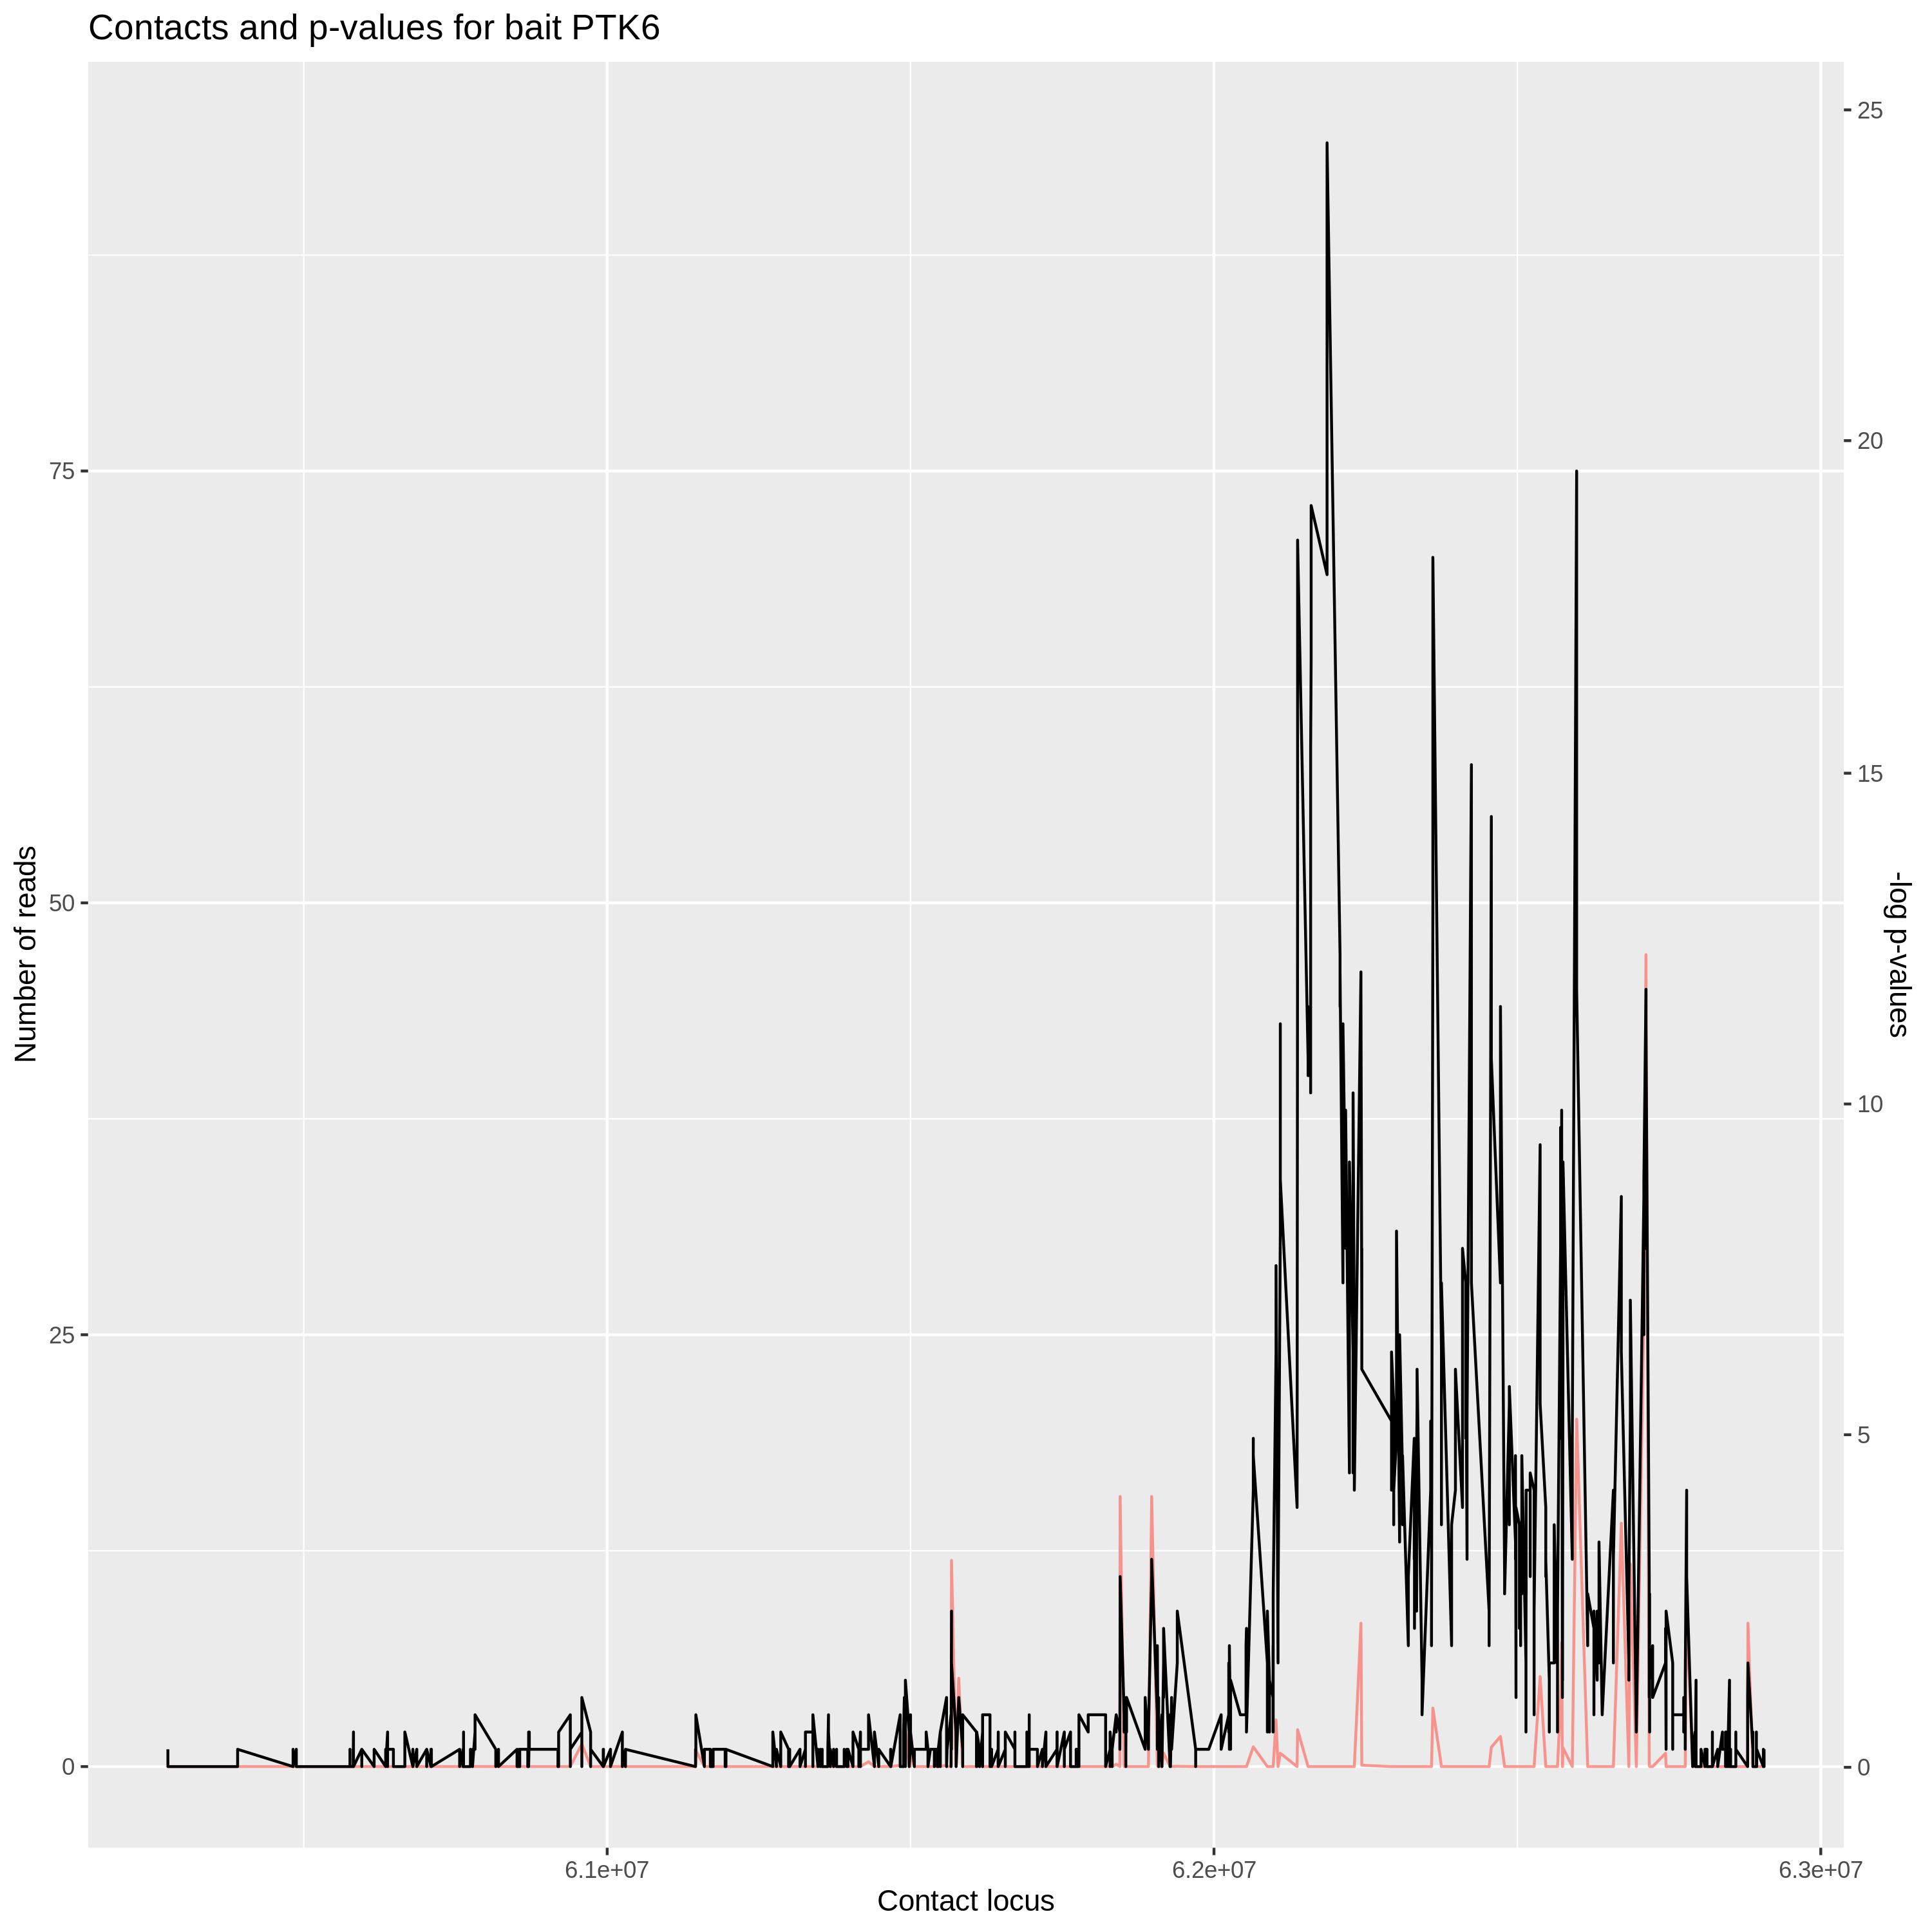 Contacts and p-values for bait PTK6
Number of reads
75
50
25
0
25
20
15
10
5
0
-log p-values
6.1e+07
6.2e+07
6.3e+07
Contact locus